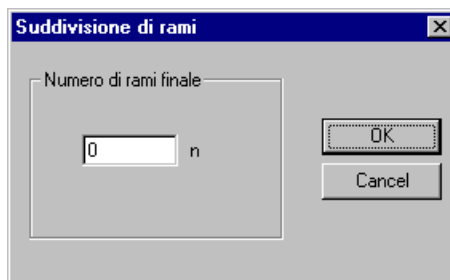 Suddivisione di rami
Numero di rami finale
0 n
OK
Cancel